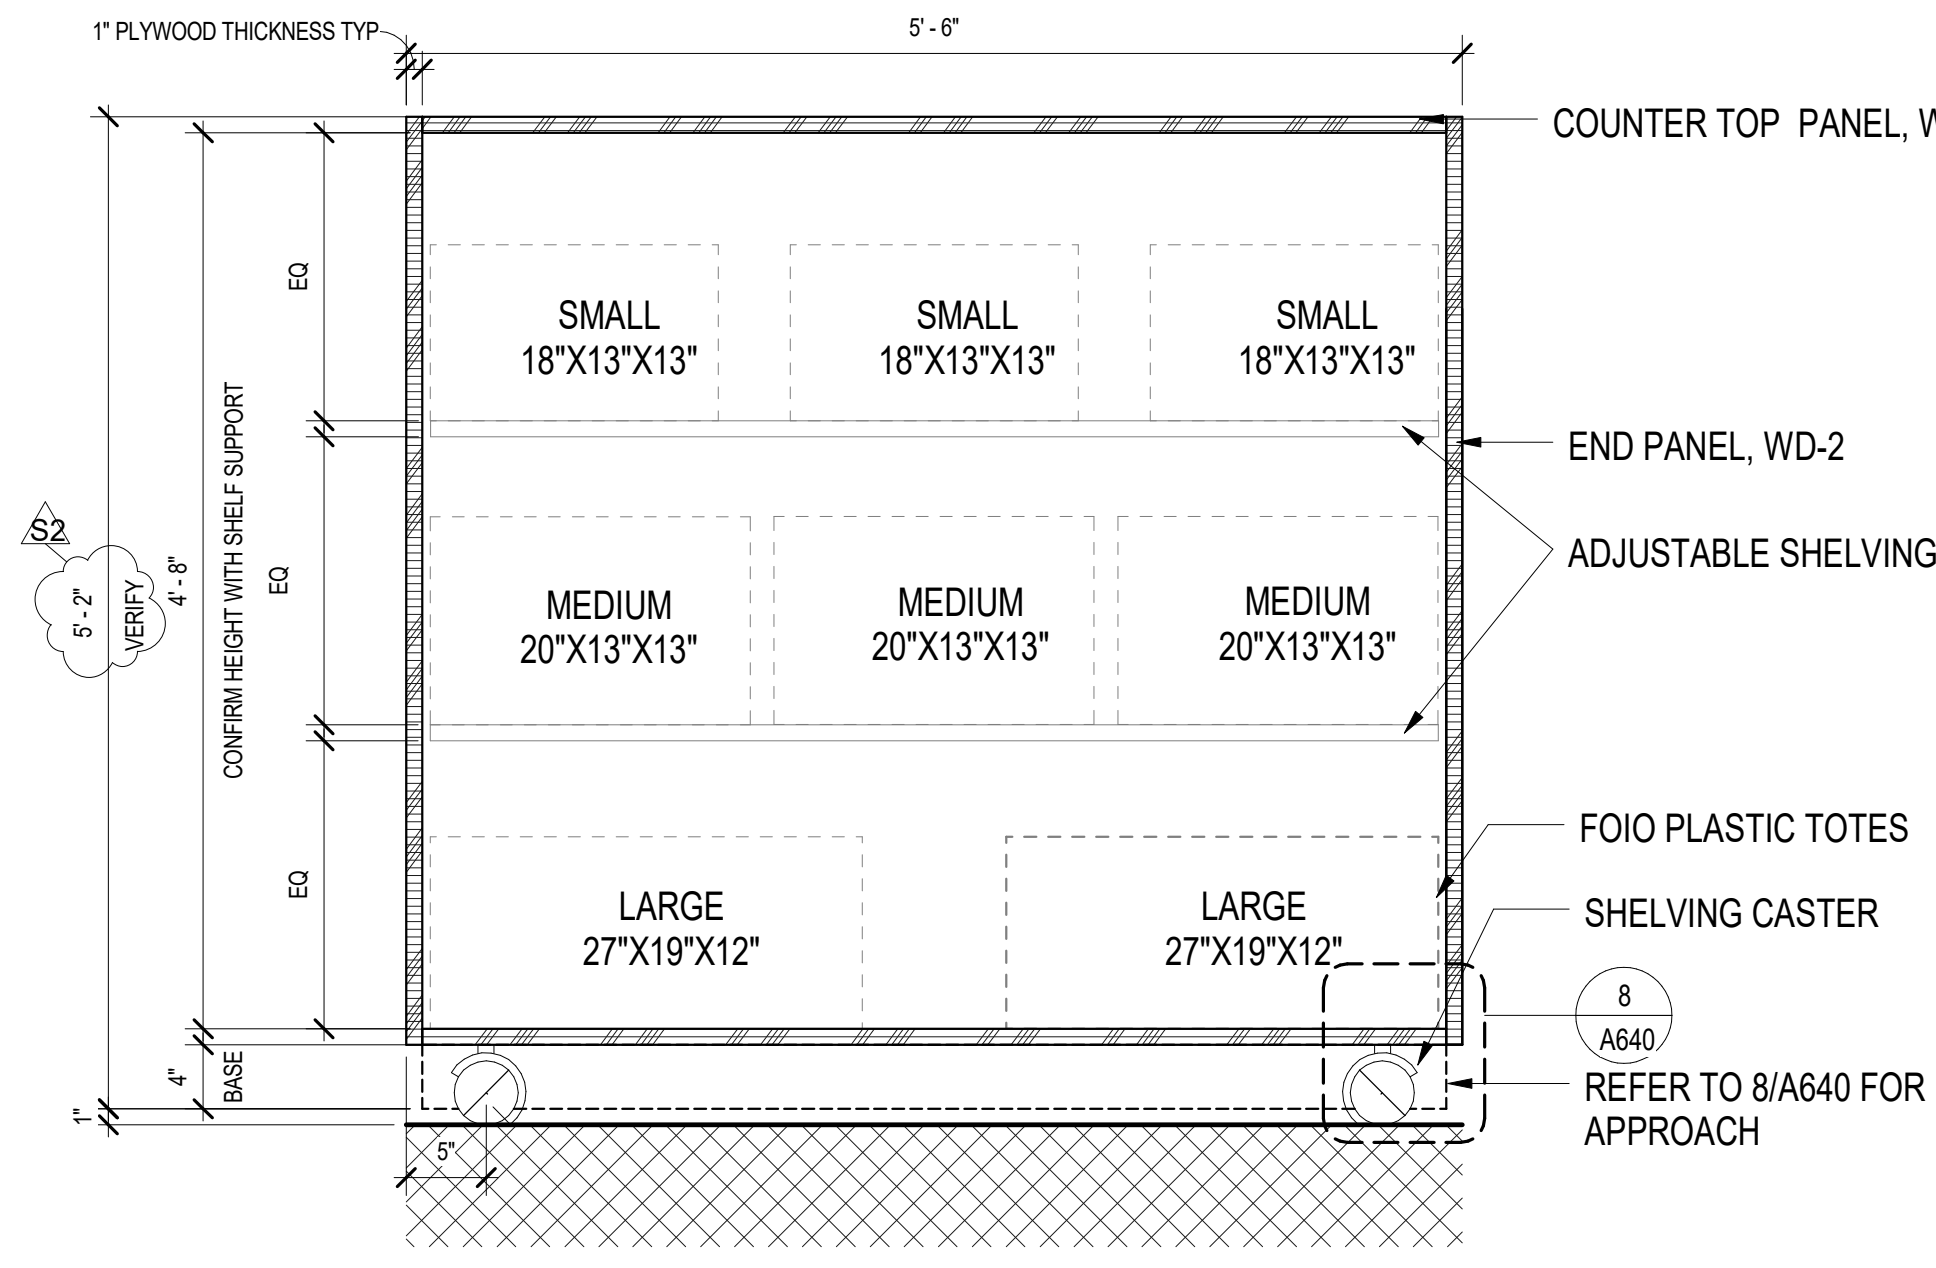 1" PLYWOOD THICKNESS TYP
5' - 6"
COUNTER TOP PANEL, W
EQ
SMALL
18"X13"X13"
SMALL
18"X13"X13"
SMALL
18"X13"X13"
END PANEL, WD-2
CONFIRM HEIGHT WITH SHELF SUPPORT
S2
5' - 2"
VERIFY
4' - 8"
EQ
ADJUSTABLE SHELVING
MEDIUM
20"X13"X13"
MEDIUM
20"X13"X13"
MEDIUM
20"X13"X13"
FOIO PLASTIC TOTES
EQ
LARGE
27"X19"X12"
LARGE
27"X19"X12"
SHELVING CASTER
8
A640
1"
4"
BASE
REFER TO 8/A640 FOR
APPROACH
5"